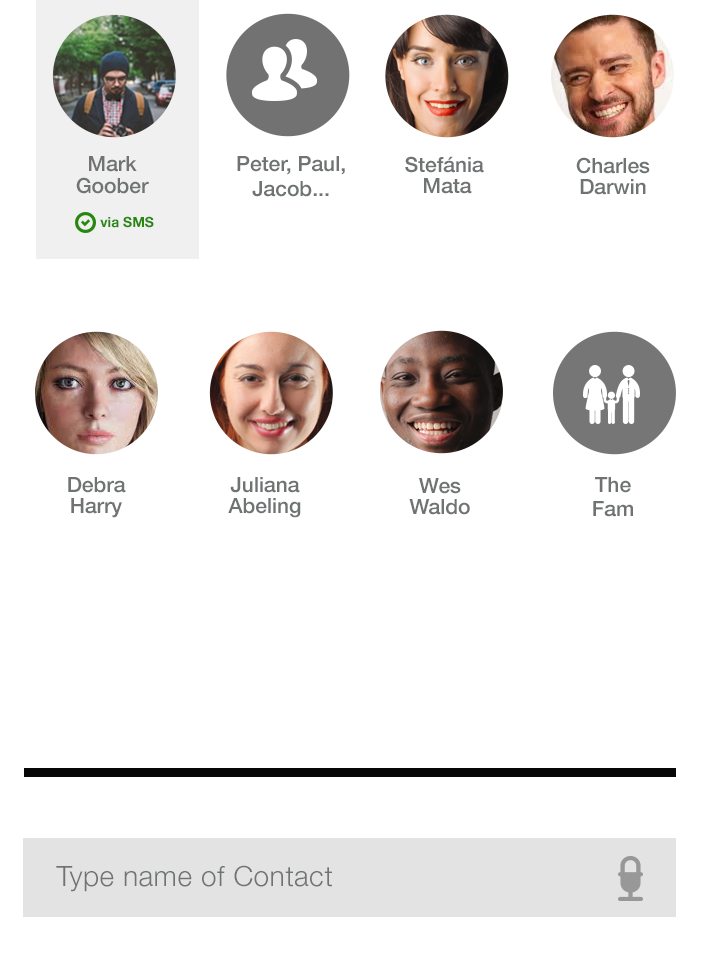 Mark
Goober
via SMS
Peter, Paul,
Jacob...
Stefánia
Mata
Charles
Darwin
Debra
Harry
Juliana
Abeling
Wes
Waldo
The
Fam
Type name of Contact